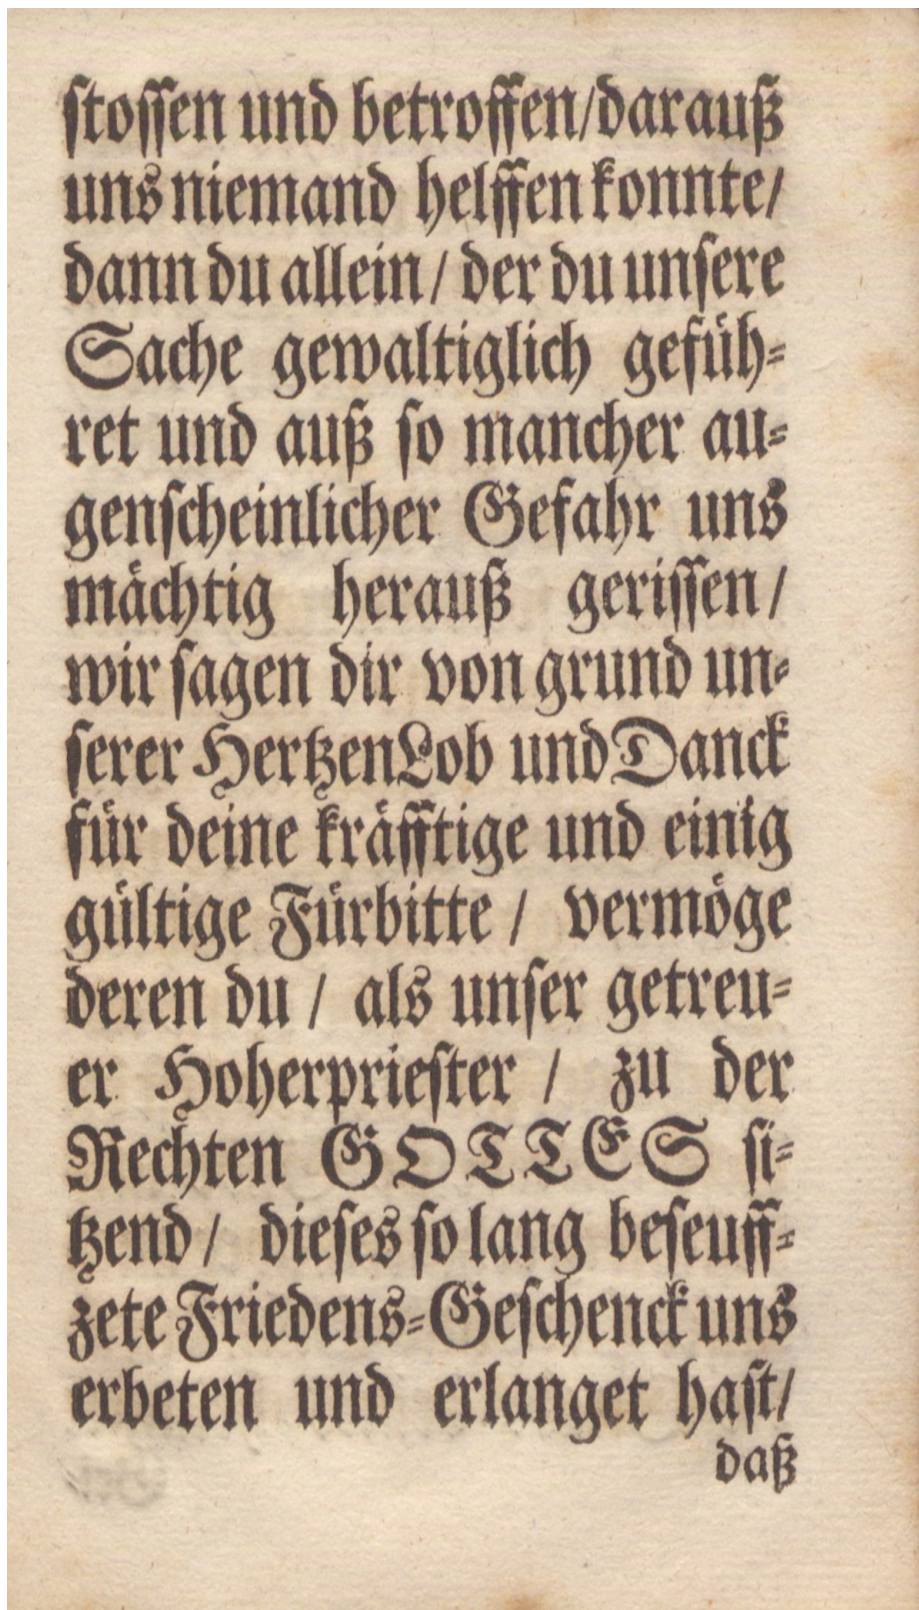 ſtoſſen und betroffen/darauß
uns niemand helffen konnte/
dann du allein/ der du unſere
Sache gewaltiglich gefüh⸗
ret und auß ſo mancher au⸗
genſcheinlicher Gefahr uns
mächtig herauß geriſſen/
wir ſagen dir von grund un⸗
ſerer Hertzen Lob und Danck
für deine kräfftige und einig
gültige Fürbitte / vermöge
deren du / als unſer getreu⸗
er Hoherprieſter / zu der
Rechten GOTTES ſi⸗
tzend/ dieſes ſo lang beſeuff⸗
zete Friedens⸗Geſchenck uns
erbeten und erlanget haſt/
daß